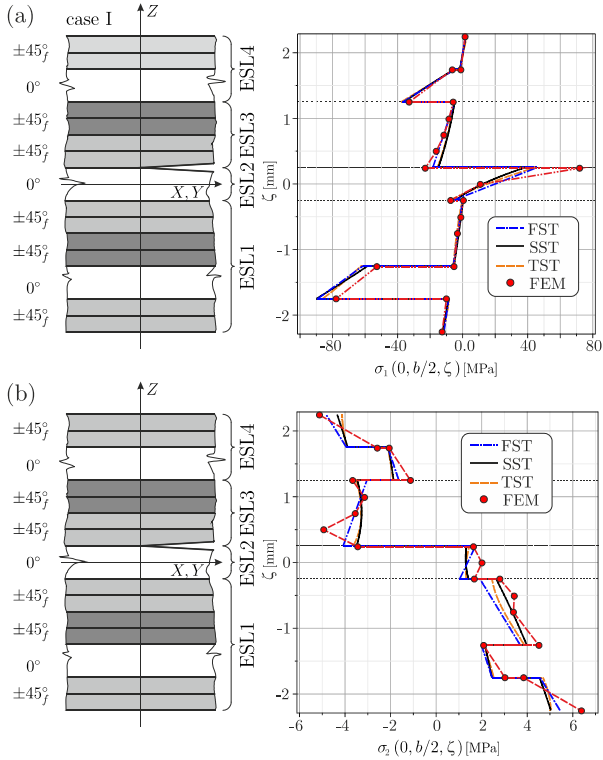 (a)
case I
Z
±45°f
±45°f
0°
±45°f
±45°f
0°
±45°f
±45°f
0°
±45°f
X, Y
ESL4
ESL3
ESL2
ESL1
2
1
0
-1
-2
ζ [mm]
-80
-40
0.0
40
80
σ₁ (0, b/2, ζ) [MPa]
FST
SST
TST
FEM
(b)
Z
±45°f
±45°f
0°
±45°f
±45°f
0°
±45°f
±45°f
0°
±45°f
X, Y
ESL4
ESL3
ESL2
ESL1
2
1
0
-1
-2
ζ [mm]
-6
-4
-2
0
2
4
6
σ₂ (0, b/2, ζ) [MPa]
FST
SST
TST
FEM